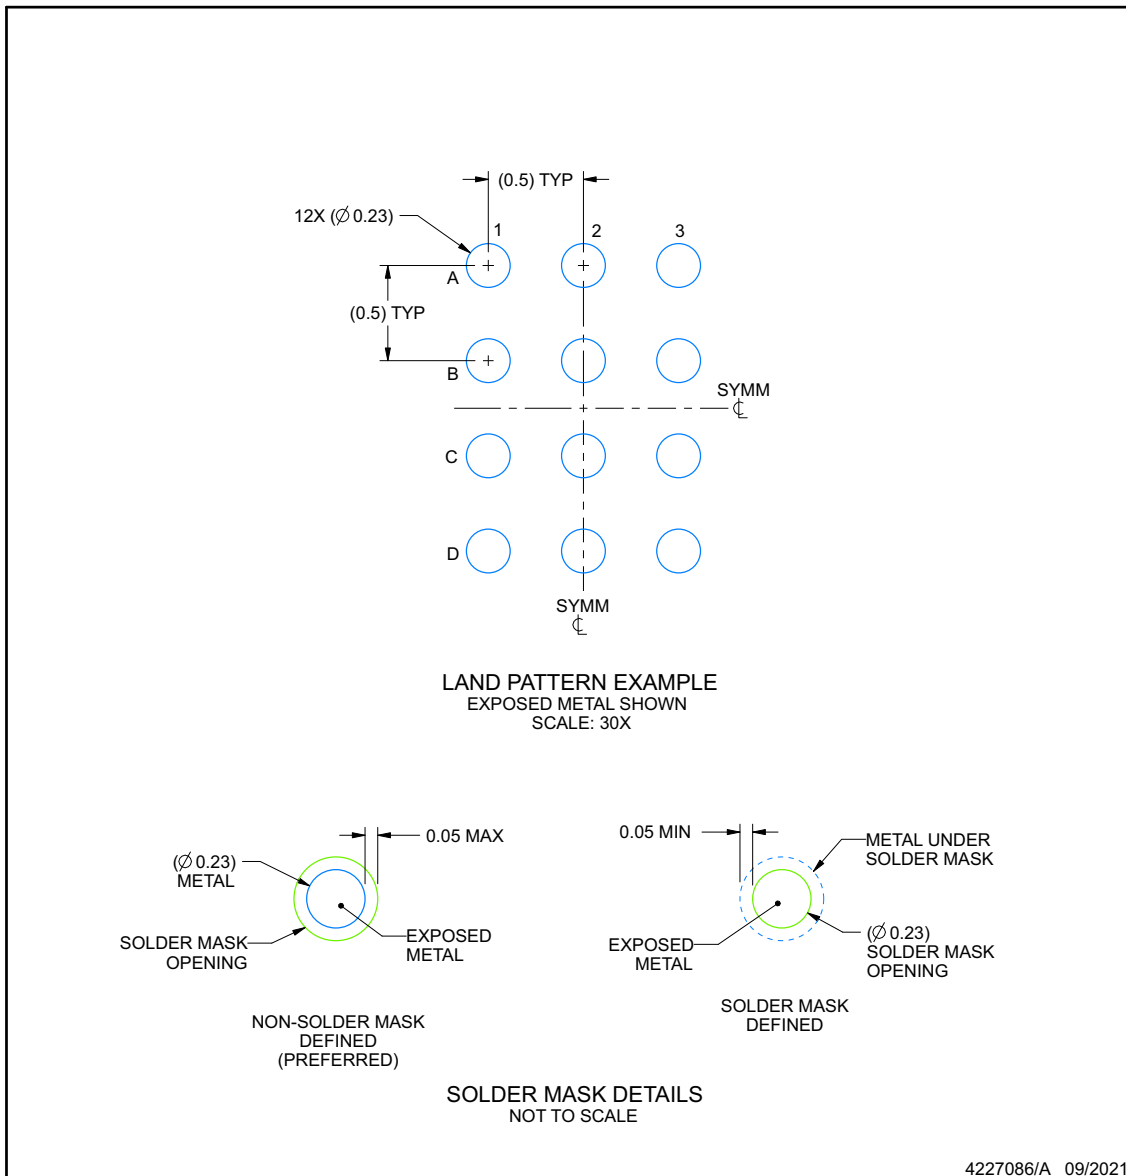 (0.5) TYP
12X (∅ 0.23)
1
2
3
A
(0.5) TYP
B
SYMM
℄
C
D
SYMM
℄
LAND PATTERN EXAMPLE
EXPOSED METAL SHOWN
SCALE: 30X
0.05 MAX
(∅ 0.23)
METAL
SOLDER MASK
OPENING
EXPOSED
METAL
NON-SOLDER MASK
DEFINED
(PREFERRED)
0.05 MIN
METAL UNDER
SOLDER MASK
EXPOSED
METAL
(∅ 0.23)
SOLDER MASK
OPENING
SOLDER MASK
DEFINED
SOLDER MASK DETAILS
NOT TO SCALE
4227086/A 09/2021